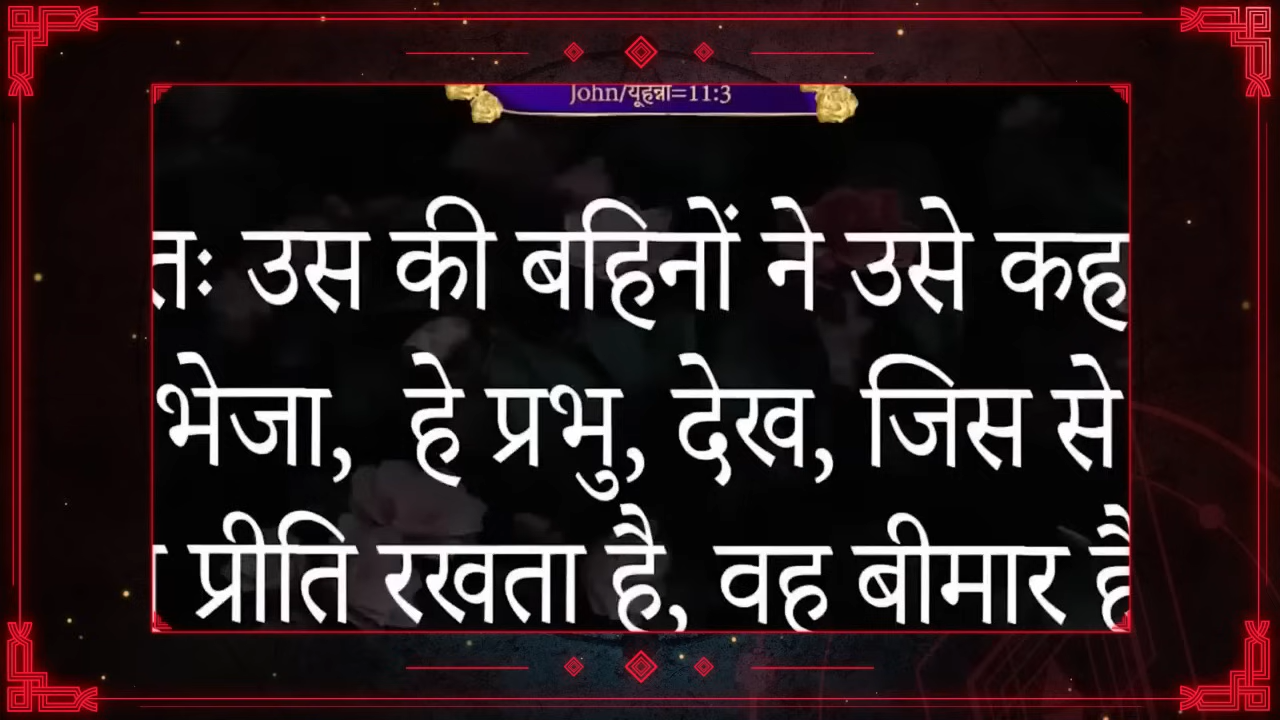 John/यूहन्ना=11:3
तः उस की बहिनों ने उसे कह
भेजा, हे प्रभु, देख, जिस से
प्रीति रखता है, वह बीमार है